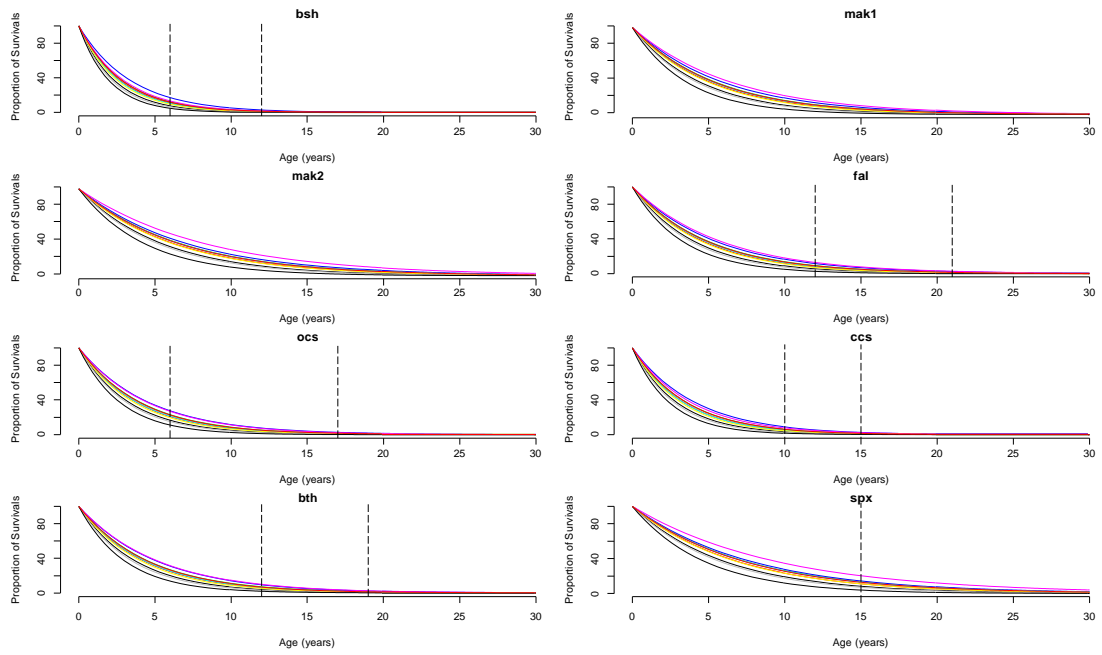 bsh
Proportion of Survivals
0 40 80
0 5 10 15 20 25 30
Age (years)
mak1
Proportion of Survivals
0 40 80
0 5 10 15 20 25 30
Age (years)
mak2
Proportion of Survivals
0 40 80
0 5 10 15 20 25 30
Age (years)
fal
Proportion of Survivals
0 40 80
0 5 10 15 20 25 30
Age (years)
ocs
Proportion of Survivals
0 40 80
0 5 10 15 20 25 30
Age (years)
ccs
Proportion of Survivals
0 40 80
0 5 10 15 20 25 30
Age (years)
bth
Proportion of Survivals
0 40 80
0 5 10 15 20 25 30
Age (years)
spx
Proportion of Survivals
0 40 80
0 5 10 15 20 25 30
Age (years)